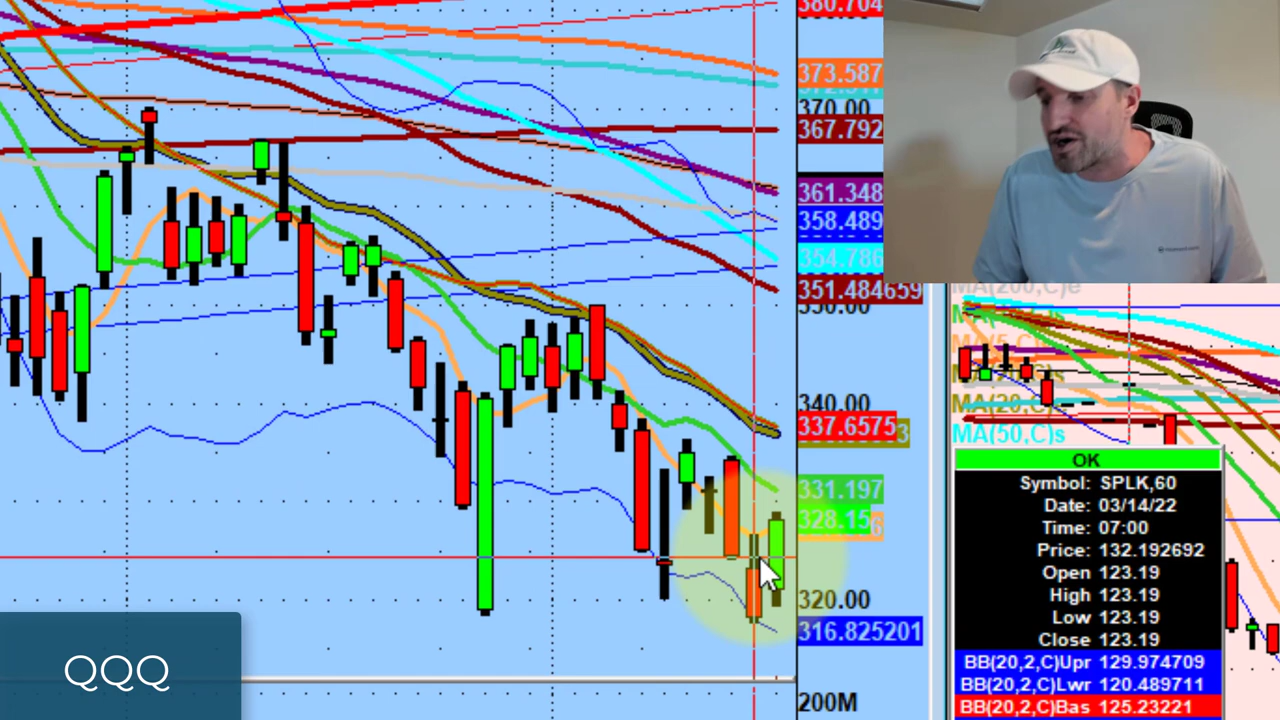 380.704
373.587
370.00
367.792
361.348
358.489
354.786
351.484659
350.00
340.00
337.6575
3
331.197
328.15
6
320.00
316.825201
200M
QQQ
MA(200,C)e
MA(20,C)
MA(50,C)s
OK
Symbol: SPLK,60
Date: 03/14/22
Time: 07:00
Price: 132.192692
Open 123.19
High 123.19
Low 123.19
Close 123.19
BB(20,2,C)Upr 129.974709
BB(20,2,C)Lwr 120.489711
BB(20,2,C)Bas 125.23221